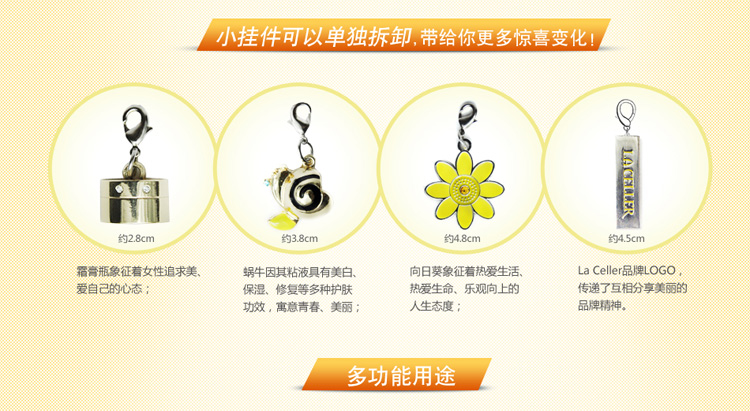 小挂件可以单独拆卸,带给你更多惊喜变化!
约2.8cm
约3.8cm
约4.8cm
LA CELLER
约4.5cm
霜膏瓶象征着女性追求美、
爱自己的心态；
蜗牛因其粘液具有美白、
保湿、修复等多种护肤
功效，寓意青春、美丽；
向日葵象征着热爱生活、
热爱生命、乐观向上的
人生态度；
La Celler品牌LOGO，
传递了互相分享美丽的
品牌精神。
多功能用途